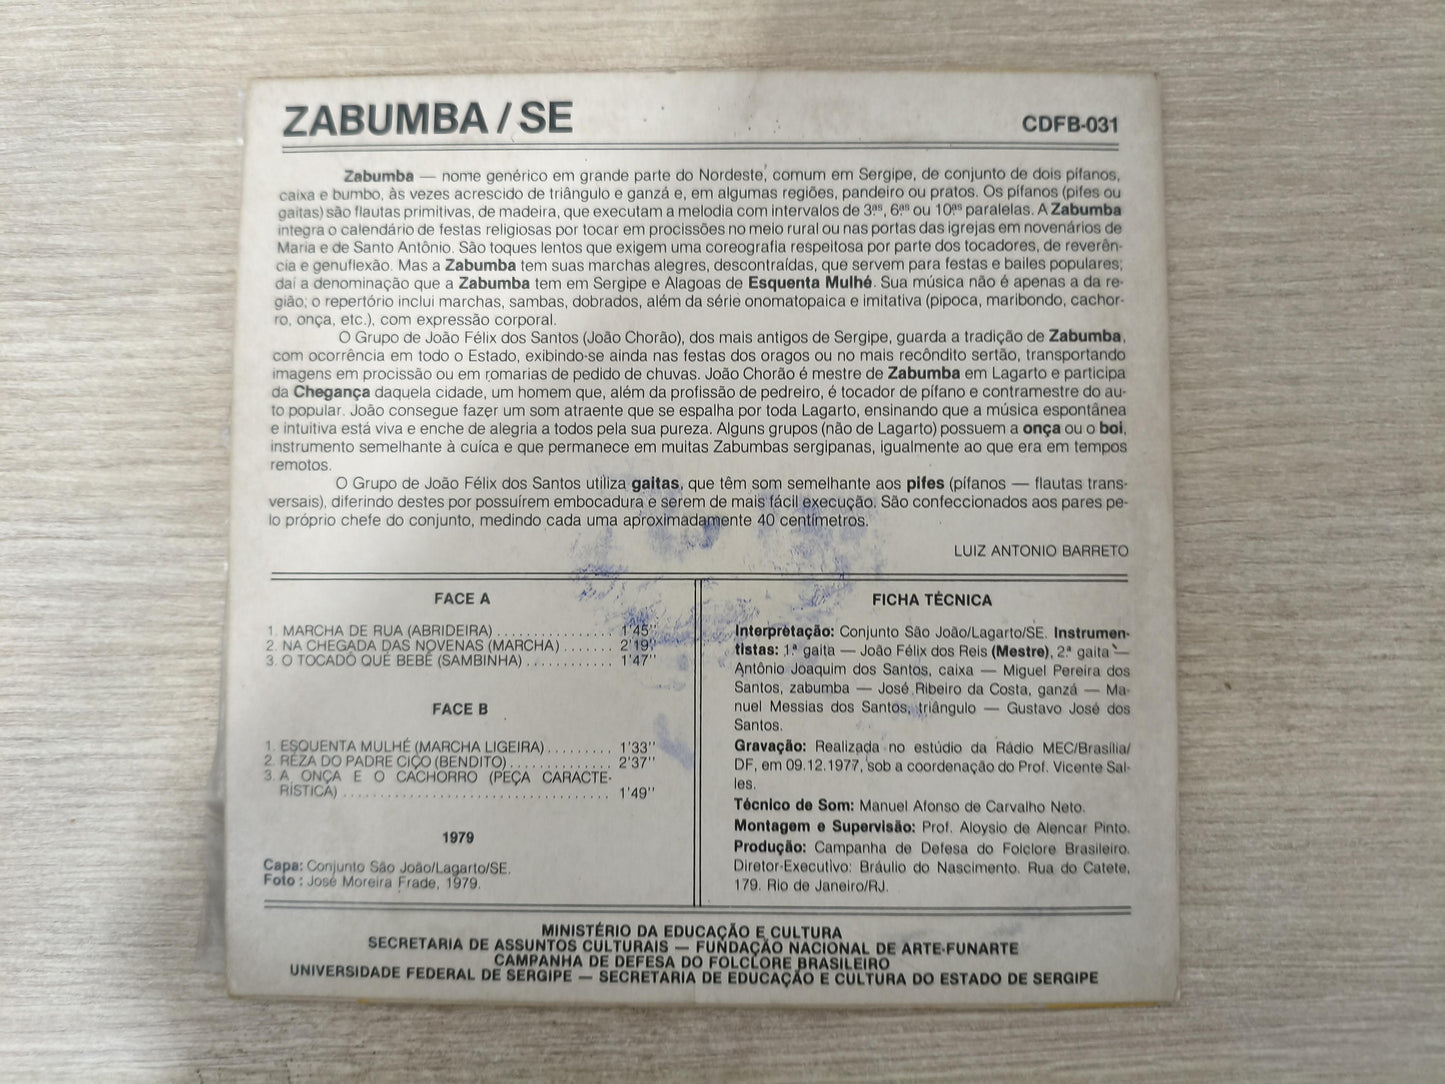 ZABUMBA / SE
CDFB-031
Zabumba — nome genérico em grande parte do Nordeste, comum em Sergipe, de conjunto de dois pífanos,
caixa e bumbo, às vezes acrescido de triângulo e ganzá e, em algumas regiões, pandeiro ou pratos. Os pífanos (pifes ou
gaitas) são flautas primitivas, de madeira, que executam a melodia com intervalos de 3.ªs, 6.ªs ou 10.ªs paralelas. A Zabumba
integra o calendário de festas religiosas por tocar em procissões no meio rural ou nas portas das igrejas em novenários de
Maria e de Santo Antônio. São toques lentos que exigem uma coreografia respeitosa por parte dos tocadores, de reverên-
cia e genuflexão. Mas a Zabumba tem suas marchas alegres, descontraídas, que servem para festas e bailes populares;
daí a denominação que a Zabumba tem em Sergipe e Alagoas de Esquenta Mulhé. Sua música não é apenas a da re-
gião; o repertório inclui marchas, sambas, dobrados, além da série onomatopaica e imitativa (pipoca, maribondo, cachor-
ro, onça, etc.), com expressão corporal.
O Grupo de João Félix dos Santos (João Chorão), dos mais antigos de Sergipe, guarda a tradição de Zabumba,
com ocorrência em todo o Estado, exibindo-se ainda nas festas dos oragos ou no mais recôndito sertão, transportando
imagens em procissão ou em romarias de pedido de chuvas. João Chorão é mestre de Zabumba em Lagarto e participa
da Chegança daquela cidade, um homem que, além da profissão de pedreiro, é tocador de pífano e contramestre do au-
to popular. João consegue fazer um som atraente que se espalha por toda Lagarto, ensinando que a música espontânea
e intuitiva está viva e enche de alegria a todos pela sua pureza. Alguns grupos (não de Lagarto) possuem a onça ou o boi,
instrumento semelhante à cuíca e que permanece em muitas Zabumbas sergipanas, igualmente ao que era em tempos
remotos.
O Grupo de João Félix dos Santos utiliza gaitas, que têm som semelhante aos pifes (pífanos — flautas trans-
versais), diferindo destes por possuírem embocadura e serem de mais fácil execução. São confeccionados aos pares pe-
lo próprio chefe do conjunto, medindo cada uma aproximadamente 40 centímetros.
LUIZ ANTONIO BARRETO
FACE A
1. MARCHA DE RUA (ABRIDEIRA) . . . . . . . . . . . . . . . . 1'45''
2. NA CHEGADA DAS NOVENAS (MARCHA) . . . . . . . 2'19''
3. O TOCADÔ QUÉ BEBÊ (SAMBINHA) . . . . . . . . . . . . 1'47''
FACE B
1. ESQUENTA MULHÉ (MARCHA LIGEIRA) . . . . . . . . . 1'33''
2. RÉZA DO PADRE CIÇO (BENDITO) . . . . . . . . . . . . . . 2'37''
3. A ONÇA E O CACHORRO (PEÇA CARACTE-
RÍSTICA) . . . . . . . . . . . . . . . . . . . . . . . . . . . . . . . . . . . . 1'49''
1979
Capa: Conjunto São João/Lagarto/SE.
Foto : José Moreira Frade, 1979.
FICHA TÉCNICA
Interpretação: Conjunto São João/Lagarto/SE. Instrumen-
tistas: 1.ª gaita — João Félix dos Reis (Mestre), 2.ª gaita —
Antônio Joaquim dos Santos, caixa — Miguel Pereira dos
Santos, zabumba — José Ribeiro da Costa, ganzá — Ma-
nuel Messias dos Santos, triângulo — Gustavo José dos
Santos.
Gravação: Realizada no estúdio da Rádio MEC/Brasília/
DF, em 09.12.1977, sob a coordenação do Prof. Vicente Sal-
les.
Técnico de Som: Manuel Afonso de Carvalho Neto.
Montagem e Supervisão: Prof. Aloysio de Alencar Pinto.
Produção: Campanha de Defesa do Folclore Brasileiro.
Diretor-Executivo: Bráulio do Nascimento. Rua do Catete,
179. Rio de Janeiro/RJ.
MINISTÉRIO DA EDUCAÇÃO E CULTURA
SECRETARIA DE ASSUNTOS CULTURAIS — FUNDAÇÃO NACIONAL DE ARTE-FUNARTE
CAMPANHA DE DEFESA DO FOLCLORE BRASILEIRO
UNIVERSIDADE FEDERAL DE SERGIPE — SECRETARIA DE EDUCAÇÃO E CULTURA DO ESTADO DE SERGIPE